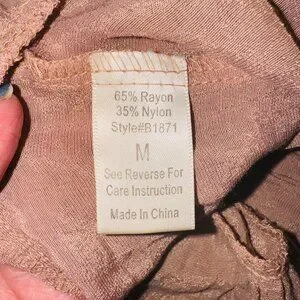 65% Rayon
35% Nylon
Style#B1871
M
See Reverse For
Care Instruction
Made In China